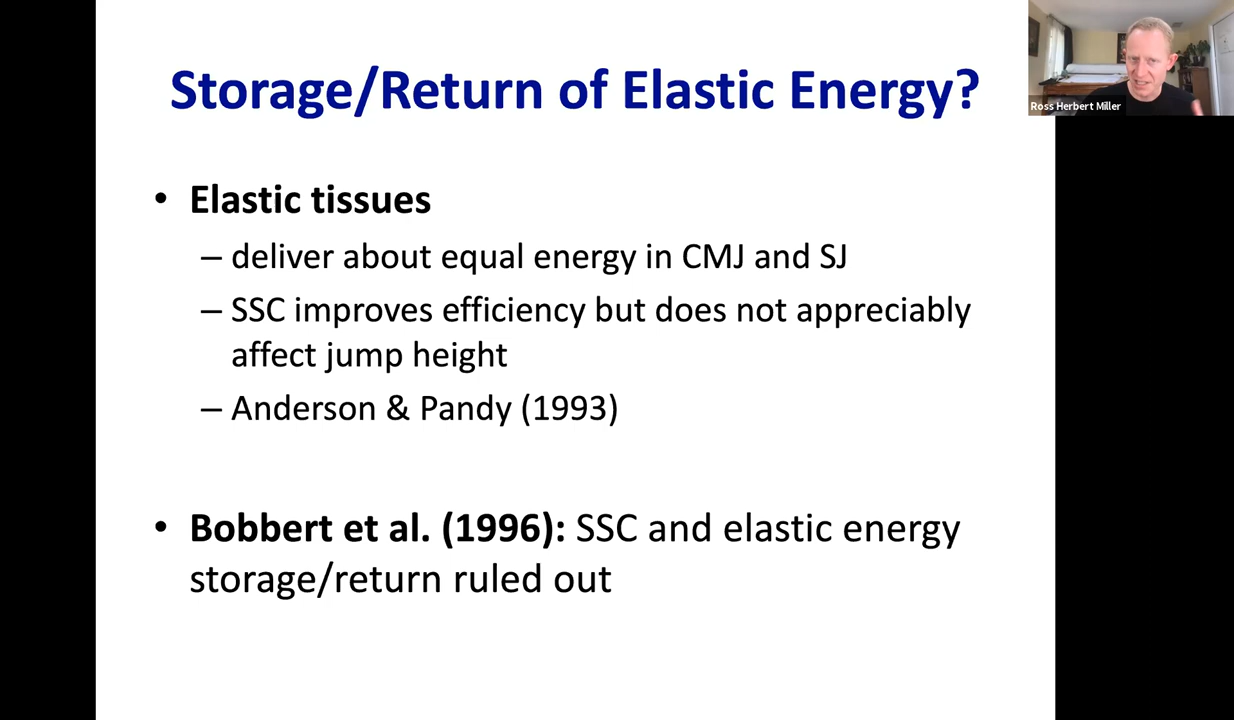 Storage/Return of Elastic Energy?
Ross Herbert Miller
• Elastic tissues
– deliver about equal energy in CMJ and SJ
– SSC improves efficiency but does not appreciably
affect jump height
– Anderson & Pandy (1993)
• Bobbert et al. (1996): SSC and elastic energy
storage/return ruled out